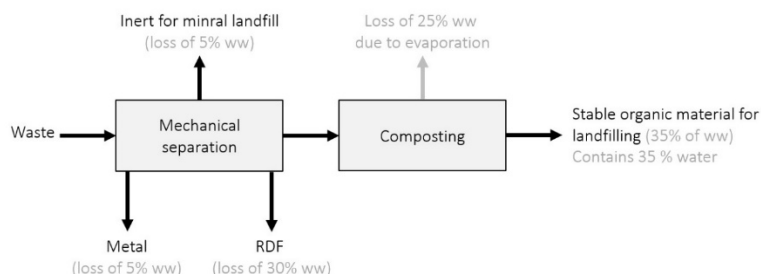 Inert for minral landfill
(loss of 5% ww)
Loss of 25% ww
due to evaporation
Waste
Mechanical
separation
Composting
Stable organic material for
landfilling (35% of ww)
Contains 35 % water
Metal
(loss of 5% ww)
RDF
(loss of 30% ww)